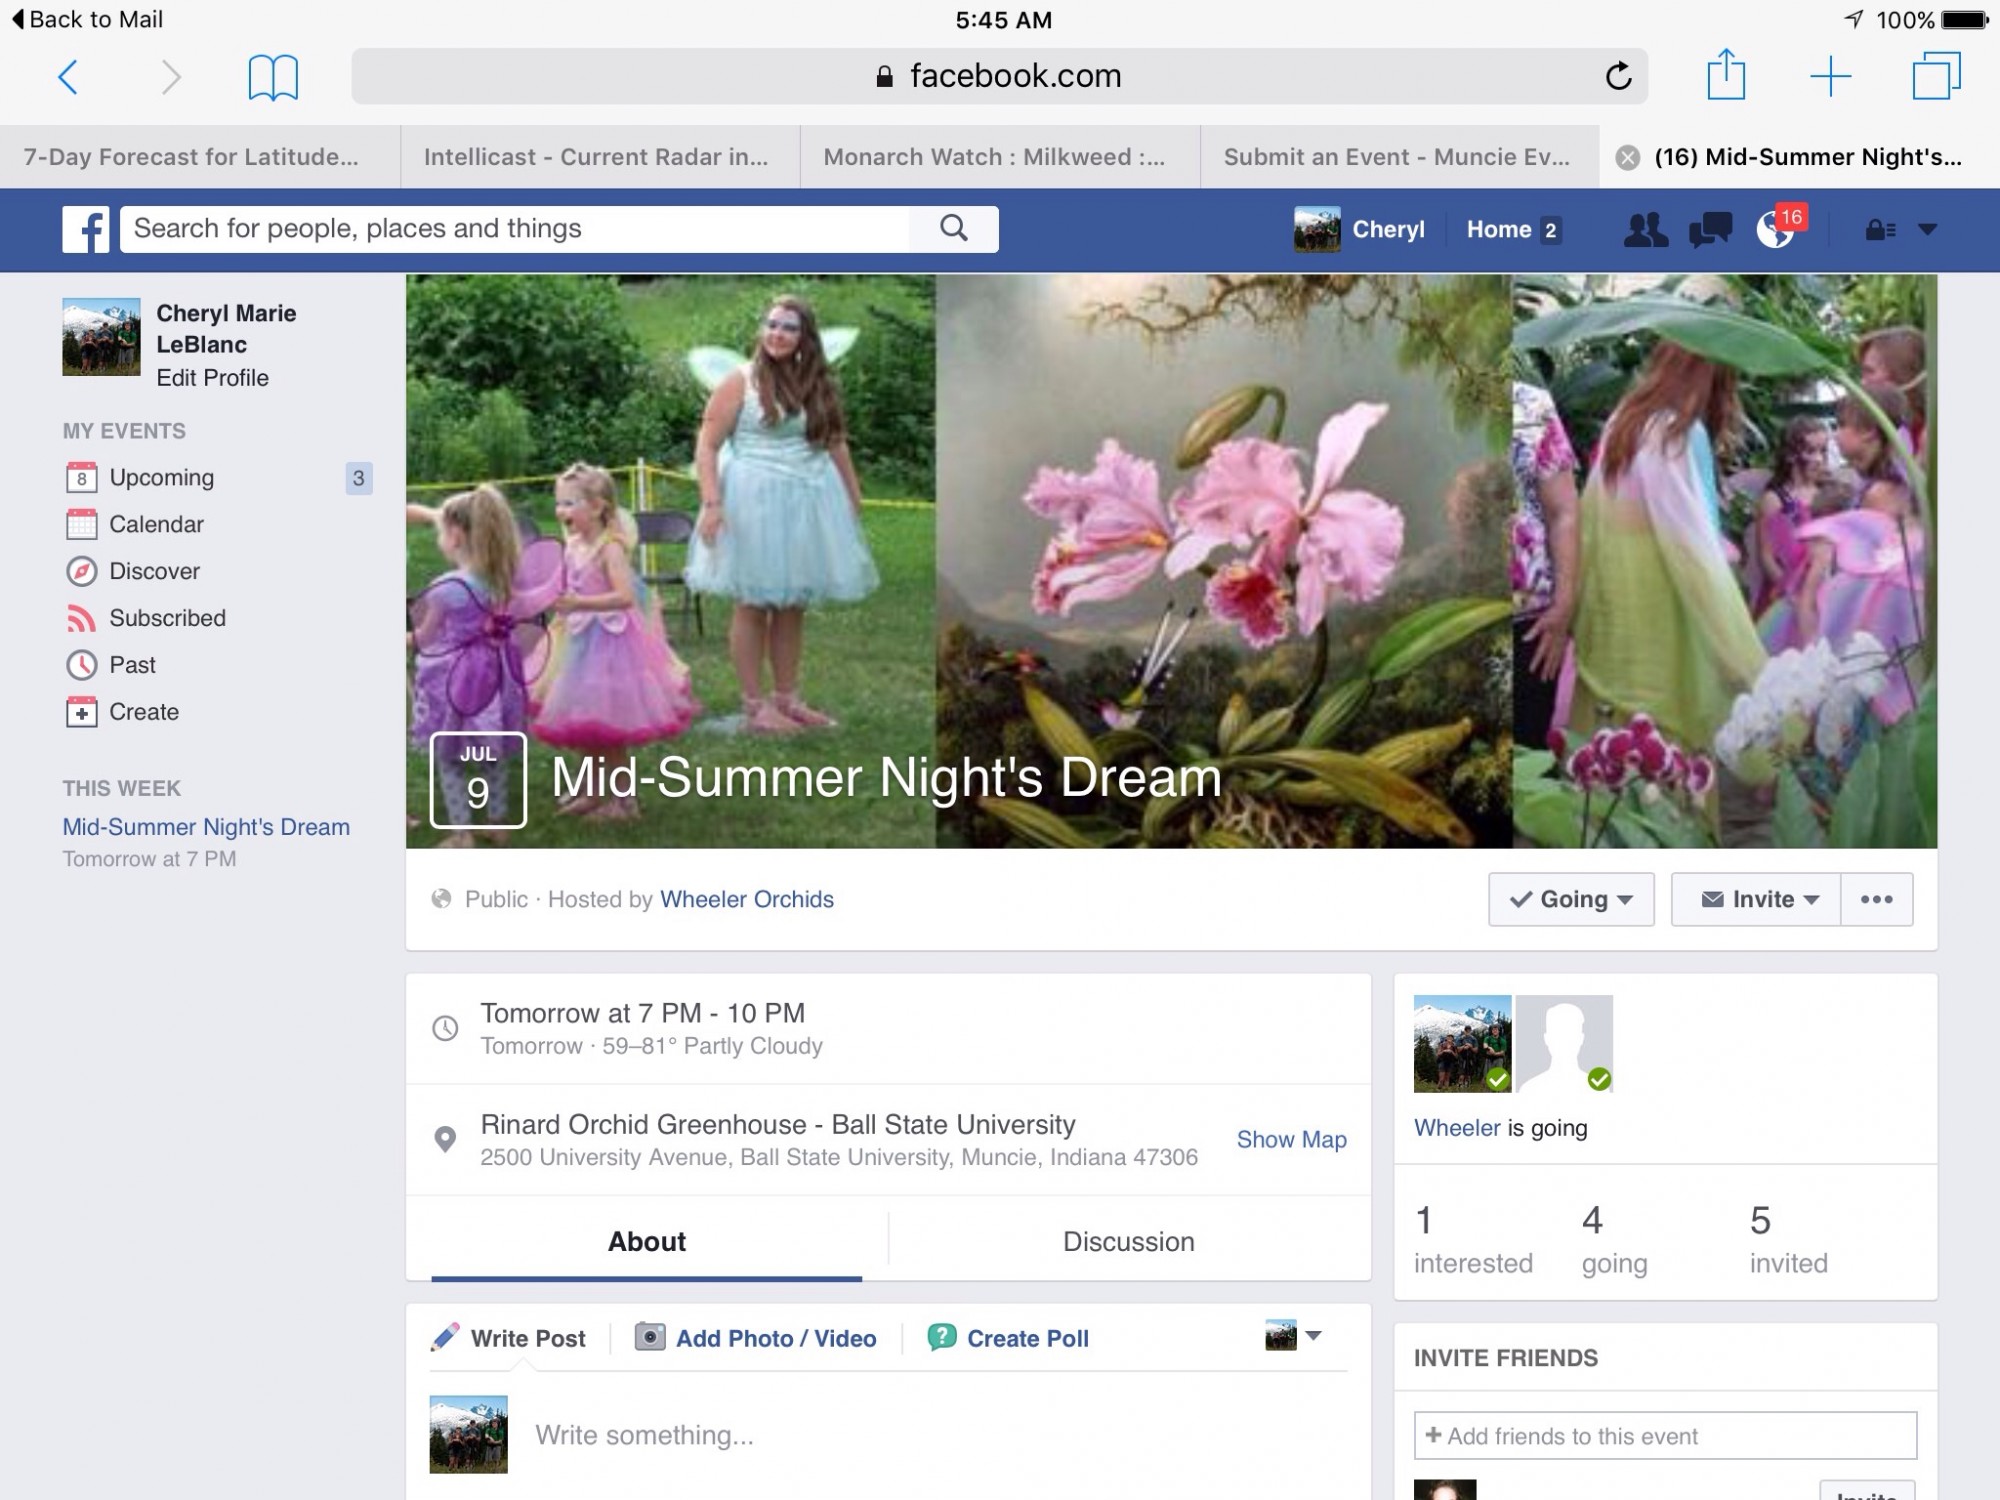 Back to Mail
5:45 AM
100%
facebook.com
7-Day Forecast for Latitude...
Intellicast - Current Radar in...
Monarch Watch : Milkweed :...
Submit an Event - Muncie Ev...
(16) Mid-Summer Night's...
f
Search for people, places and things
Cheryl
Home 2
16
Cheryl Marie
LeBlanc
Edit Profile
MY EVENTS
8 Upcoming 3
Calendar
Discover
Subscribed
Past
Create
THIS WEEK
Mid-Summer Night's Dream
Tomorrow at 7 PM
JUL
9
Mid-Summer Night's Dream
Public · Hosted by Wheeler Orchids
Going
Invite
•••
Tomorrow at 7 PM - 10 PM
Tomorrow · 59–81° Partly Cloudy
Rinard Orchid Greenhouse - Ball State University
2500 University Avenue, Ball State University, Muncie, Indiana 47306
Show Map
About
Discussion
Write Post
Add Photo / Video
Create Poll
Write something...
Wheeler is going
1
interested
4
going
5
invited
INVITE FRIENDS
+ Add friends to this event
Invite